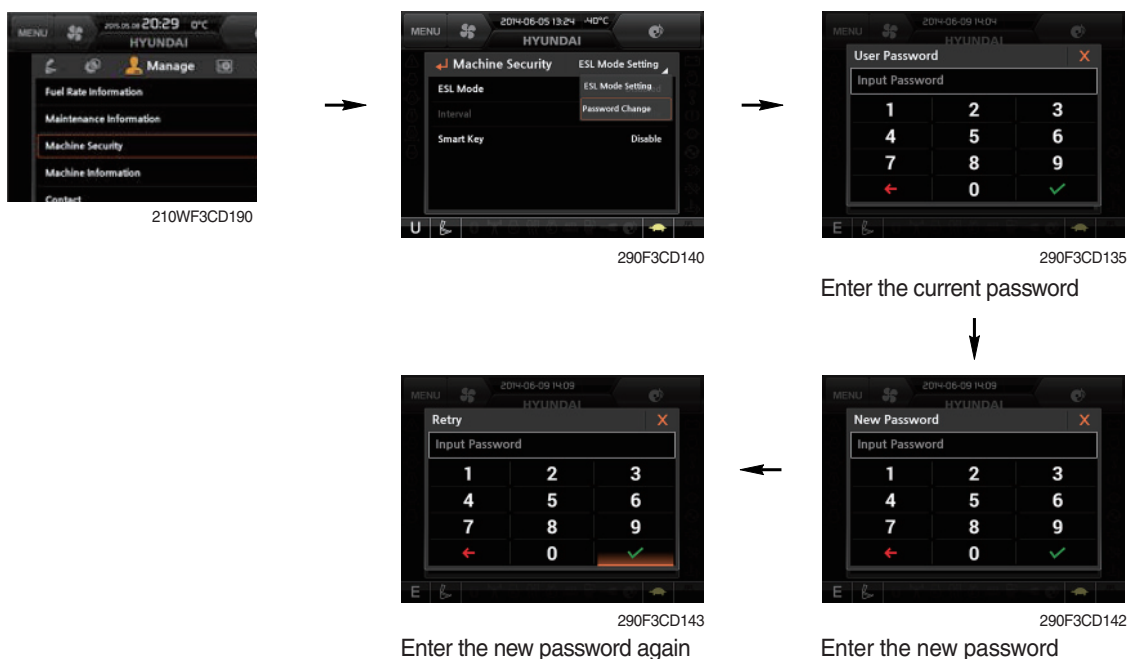 MENU 2015.05.08 20:29 0°C
HYUNDAI
Manage
Fuel Rate Information
Maintenance Information
Machine Security
Machine Information
Contact
210WF3CD190
MENU 2014-06-05 13:24 -40°C
HYUNDAI
Machine Security ESL Mode Setting
ESL Mode ESL Mode Setting
Interval Password Change
Smart Key Disable
U
290F3CD140
MENU 2014-06-09 14:04
HYUNDAI
User Password X
Input Password
1 2 3
4 5 6
7 8 9
0
E
290F3CD135
Enter the current password
MENU 2014-06-09 14:09
HYUNDAI
New Password X
Input Password
1 2 3
4 5 6
7 8 9
0
E
290F3CD142
Enter the new password
MENU 2014-06-09 14:09
HYUNDAI
Retry X
Input Password
1 2 3
4 5 6
7 8 9
0
E
290F3CD143
Enter the new password again